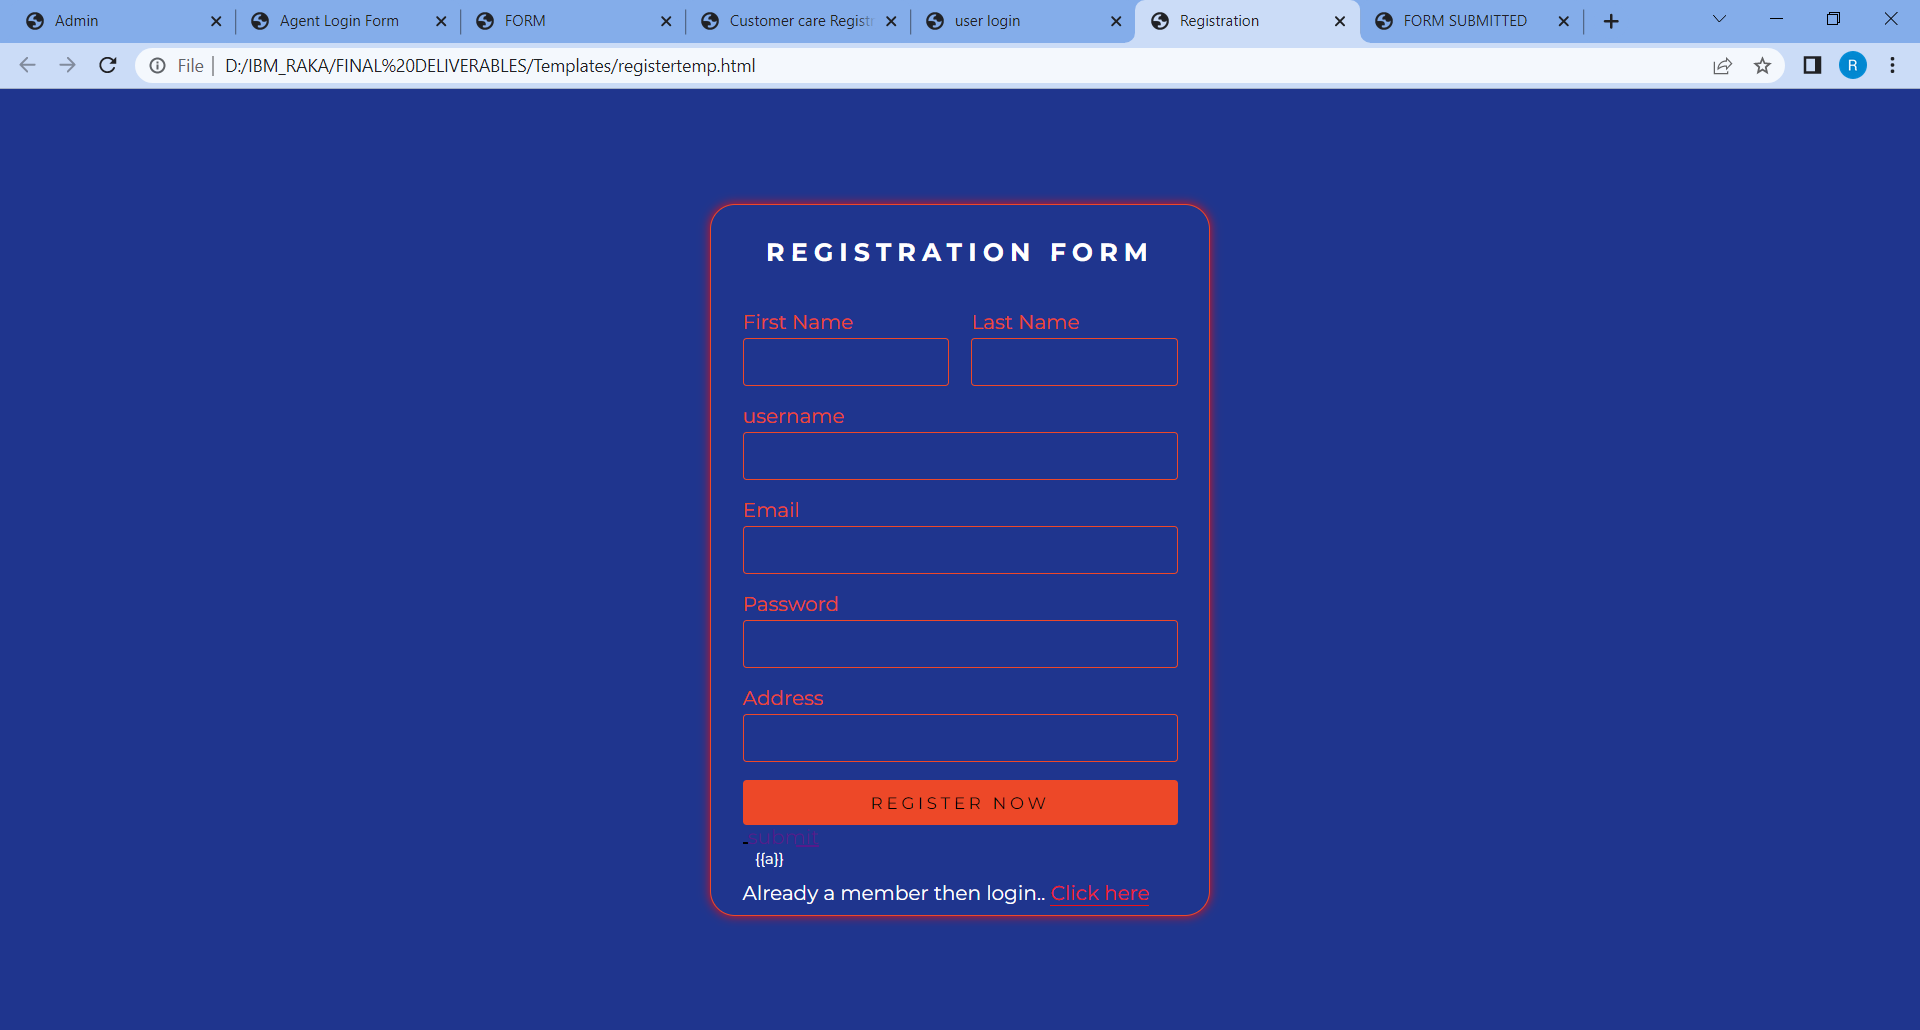 Admin Agent Login Form FORM Customer care Regist user login Registration FORM SUBMITTED
File D:/IBM_RAKA/FINAL%20DELIVERABLES/Templates/registertemp.html R
REGISTRATION FORM
First Name Last Name
username
Email
Password
Address
REGISTER NOW
submit
{{a}}
Already a member then login.. Click here